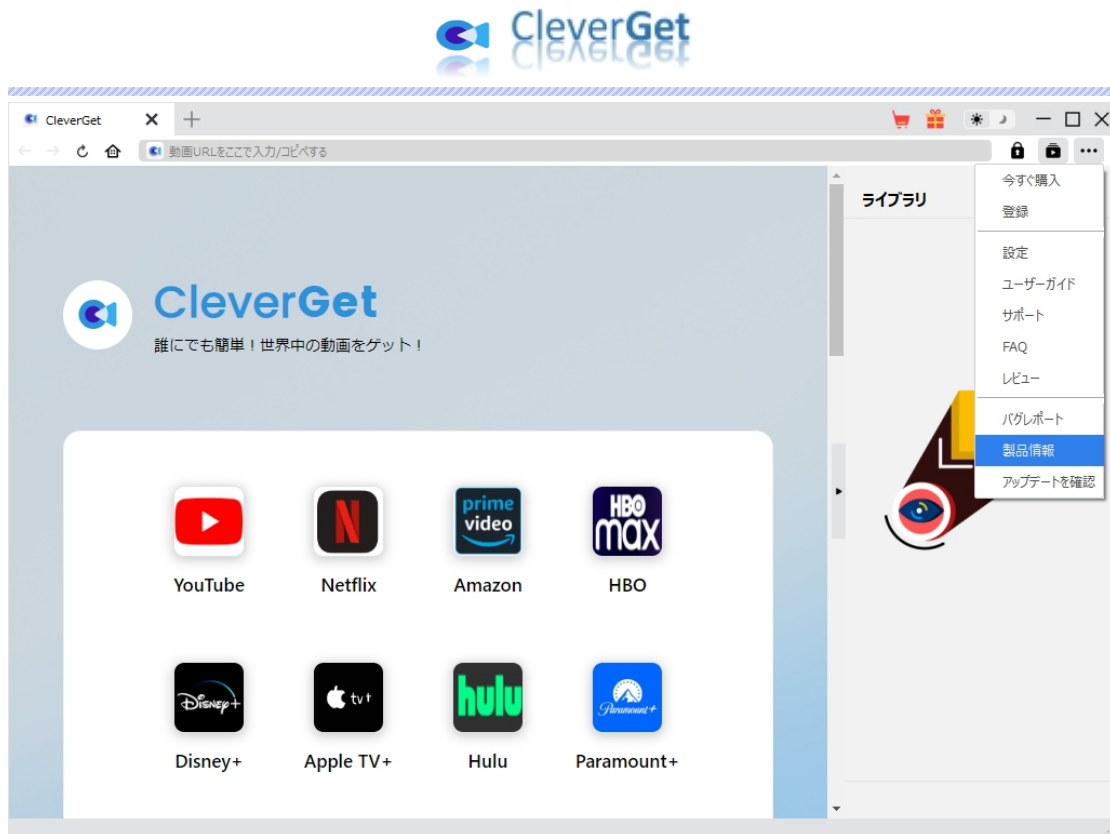 CleverGet
CleverGet
動画URLをここで入力/コピペする
今すぐ購入
登録
設定
ユーザーガイド
サポート
FAQ
レビュー
バグレポート
製品情報
アップデートを確認
ライブラリ
CleverGet
誰にでも簡単！世界中の動画をゲット！
N
prime
video
HBO
max
YouTube
Netflix
Amazon
HBO
Disney+
tv+
hulu
Paramount+
Disney+
Apple TV+
Hulu
Paramount+